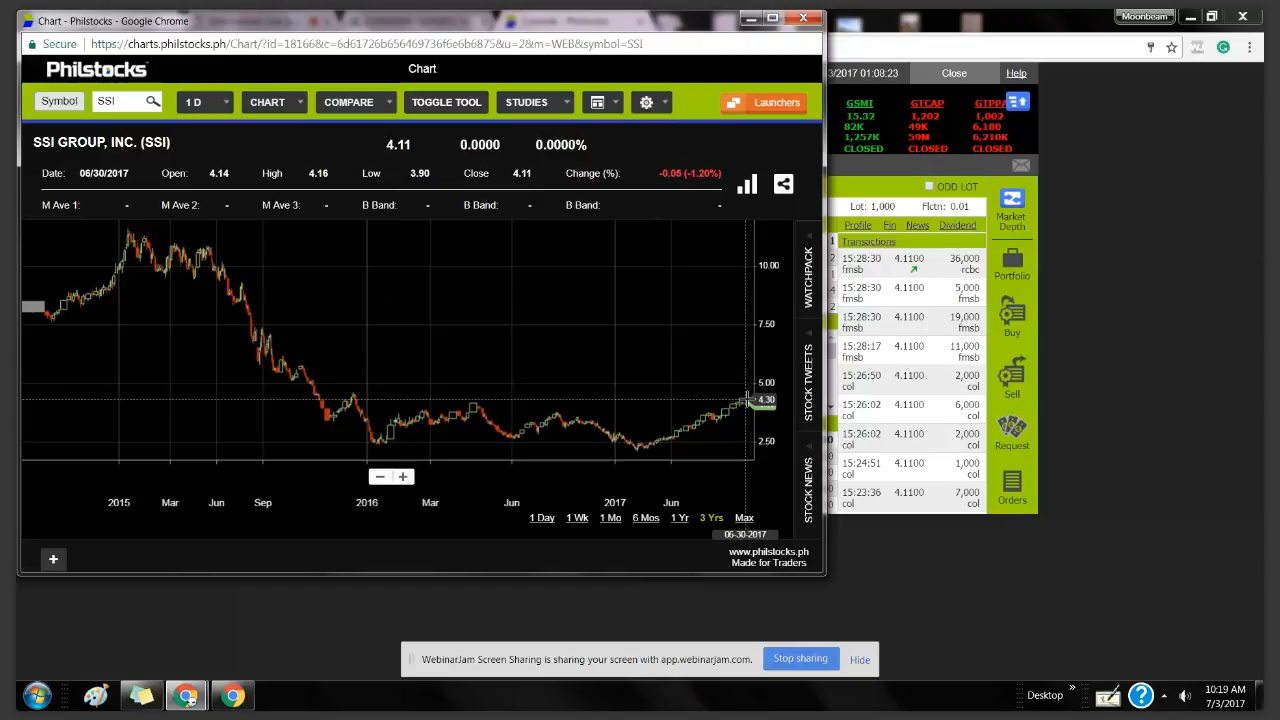 Chart - Philstocks - Google Chrome
Moonbeam
Secure https://charts.philstocks.ph/Chart/?id=18166&c=6d61726b656469736f6e6b6875&u=2&m=WEB&symbol=SSI
Philstocks
Chart
3/2017 01:08:23
Close
Help
Symbol
SSI
1 D
CHART
COMPARE
TOGGLE TOOL
STUDIES
Launchers
GSMI GTCAP GTPPA
15.32 1,202 1,002
82K 49K 6,180
1,257K 59M 6,210K
CLOSED CLOSED CLOSED
SSI GROUP, INC. (SSI)
4.11 0.0000 0.000%
Date: 06/30/2017 Open: 4.14 High 4.16 Low 3.90 Close 4.11 Change (%): -0.05 (-1.20%)
M Ave 1: - M Ave 2: - M Ave 3: - B Band: - B Band: - B Band: -
ODD LOT
Lot: 1,000 Flctn: 0.01
Profile Fin News Dividend
Transactions
15:28:30 4.1100 36,000
fmsb rcbc
15:28:30 4.1100 5,000
fmsb fmsb
15:28:30 4.1100 19,000
fmsb fmsb
15:28:17 4.1100 11,000
fmsb fmsb
15:26:50 4.1100 2,000
col col
15:26:02 4.1100 6,000
col col
15:26:02 4.1100 2,000
col col
15:24:51 4.1100 1,000
col col
15:23:36 4.1100 7,000
col col
Market
Depth
Portfolio
Buy
Sell
Request
Orders
10.00
7.50
5.00
4.30
2.50
WATCHPACK
STOCK TWEETS
STOCK NEWS
2015 Mar Jun Sep 2016 Mar Jun 2017 Jun
1 Day 1 Wk 1 Mo 6 Mos 1 Yr 3 Yrs Max
06-30-2017
www.philstocks.ph
Made for Traders
WebinarJam Screen Sharing is sharing your screen with app.webinarjam.com.
Stop sharing
Hide
Desktop
10:19 AM
7/3/2017